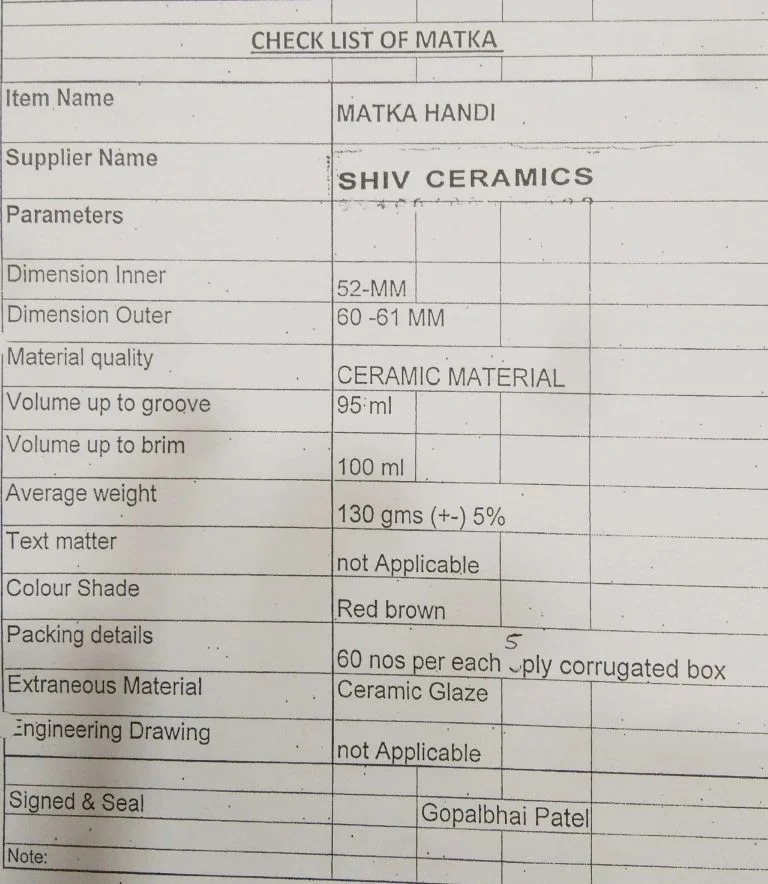 CHECK LIST OF MATKA
Item Name MATKA HANDI
Supplier Name SHIV CERAMICS
Parameters
Dimension Inner 52-MM
Dimension Outer 60 -61 MM
Material quality CERAMIC MATERIAL
Volume up to groove 95 ml
Volume up to brim 100 ml
Average weight 130 gms (+-) 5%
Text matter not Applicable
Colour Shade Red brown
Packing details 60 nos per each 5 ply corrugated box
Extraneous Material Ceramic Glaze
Engineering Drawing not Applicable
Signed & Seal Gopalbhai Patel
Note: